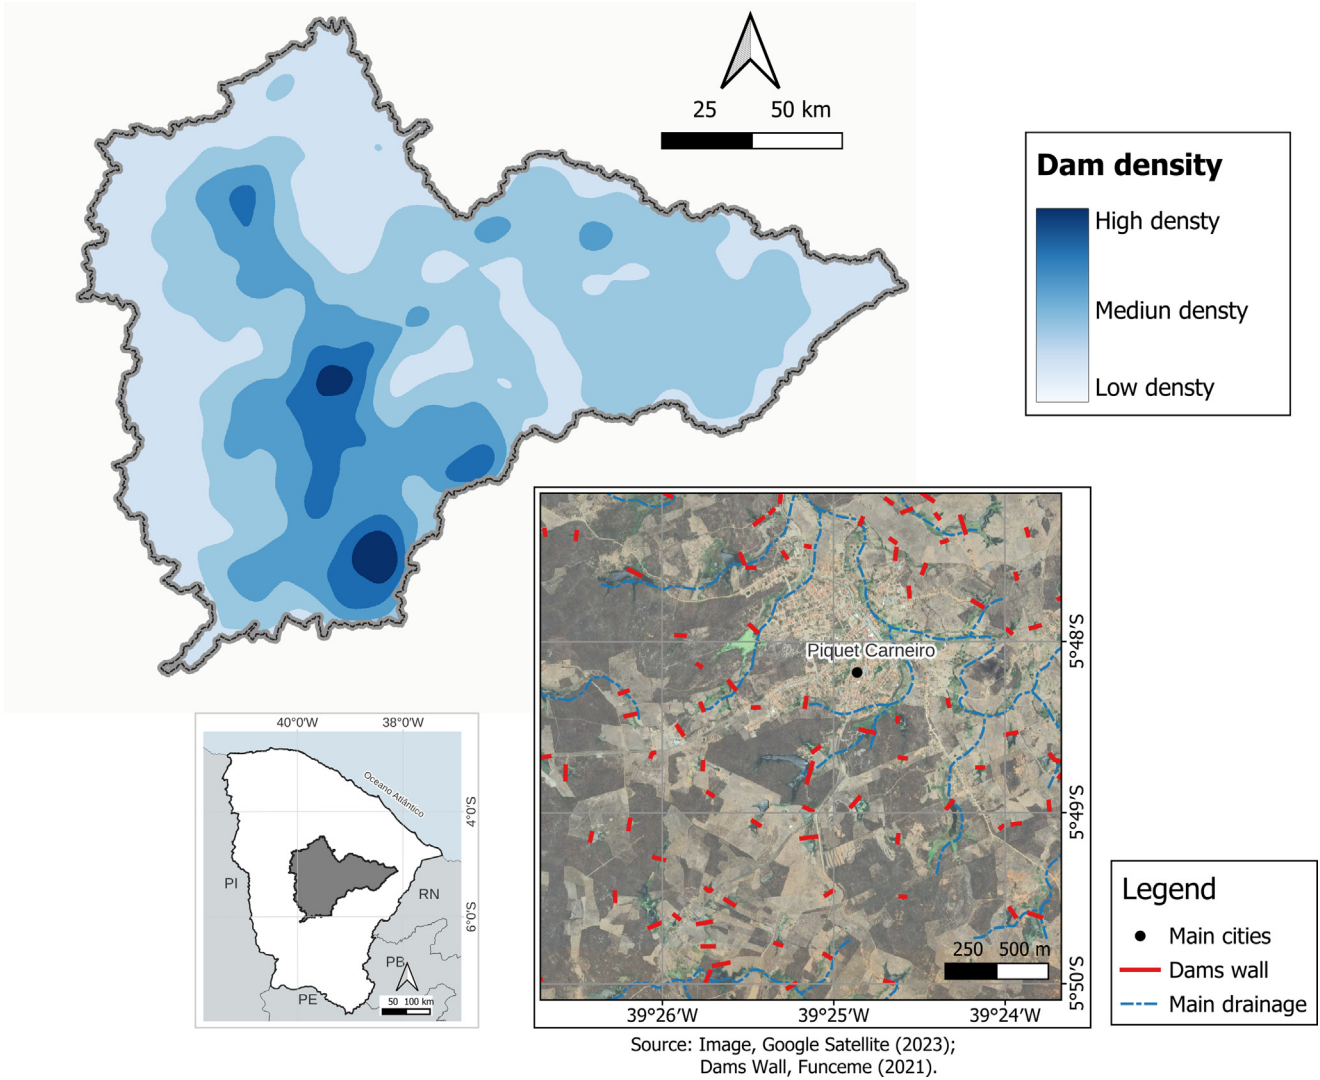 25 50 km
Dam density
High densty
Mediun densty
Low densty
40°0'W 38°0'W
Oceano Atlântico
4°0'S
6°0'S
PI
RN
PB
PE
50 100 km
Piquet Carneiro
5°48'S
5°49'S
5°50'S
250 500 m
39°26'W 39°25'W 39°24'W
Legend
Main cities
Dams wall
Main drainage
Source: Image, Google Satellite (2023);
Dams Wall, Funceme (2021).